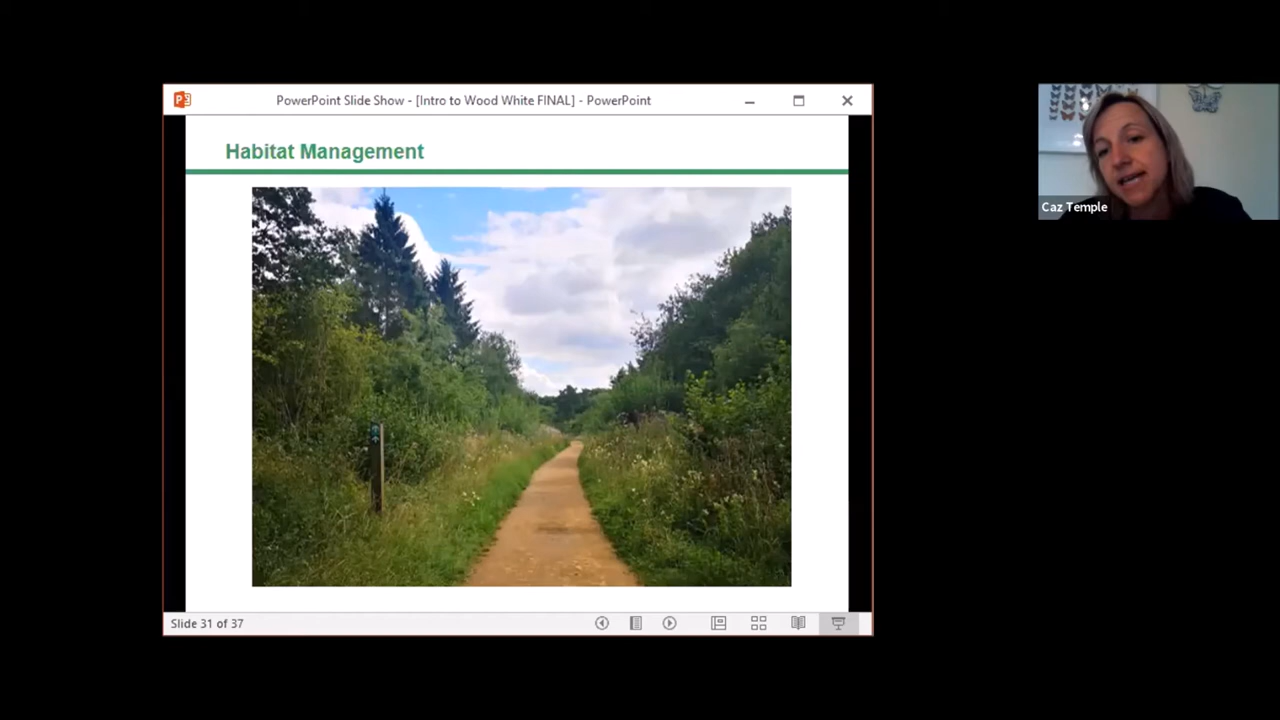 PowerPoint Slide Show - [Intro to Wood White FINAL] - PowerPoint
Habitat Management
Caz Temple
Slide 31 of 37